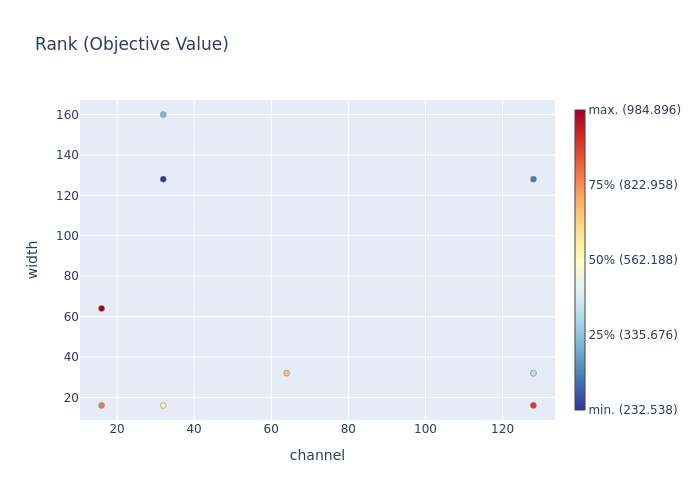 Rank (Objective Value)
160
140
120
100
80
60
40
20
width
20 40 60 80 100 120
channel
max. (984.896)
75% (822.958)
50% (562.188)
25% (335.676)
min. (232.538)